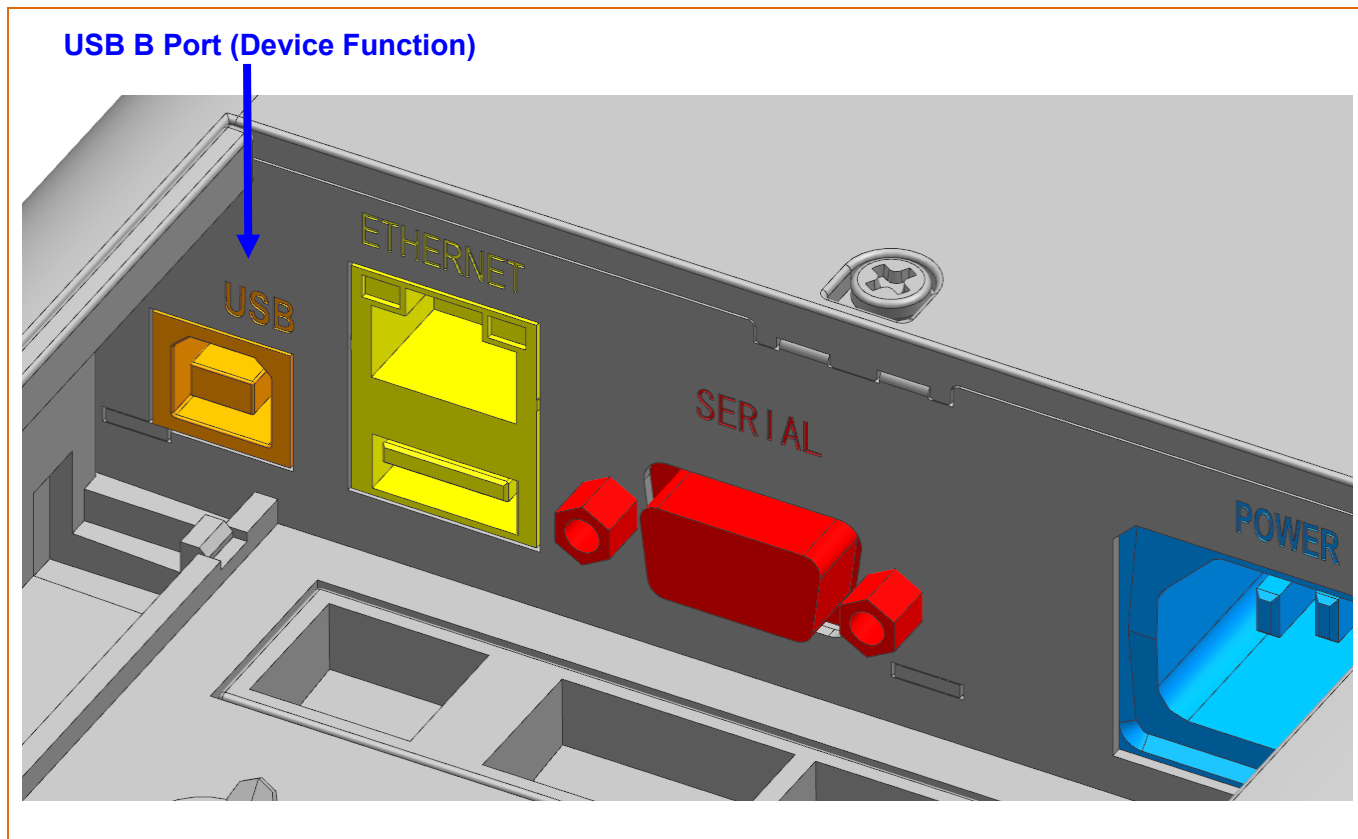 USB B Port (Device Function)
ETHERNET
USB
SERIAL
POWER